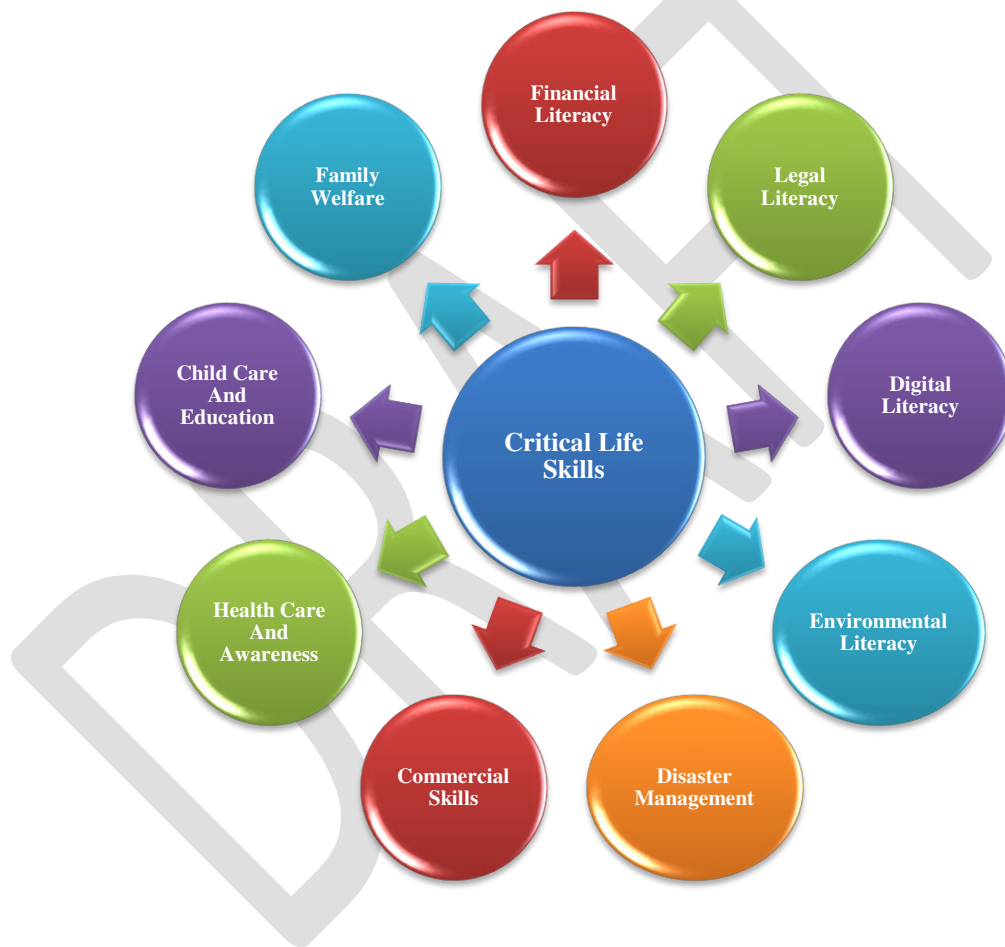 Financial
Literacy
Legal
Literacy
Digital
Literacy
Environmental
Literacy
Disaster
Management
Commercial
Skills
Health Care
And
Awareness
Child Care
And
Education
Family
Welfare
Critical Life
Skills
DRAFT